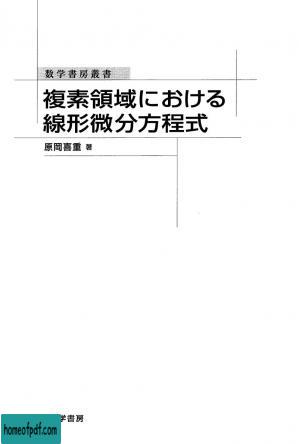 数学書房叢書
複素領域における
線形微分方程式
原岡喜重 著
学書房
homeofpdf.com